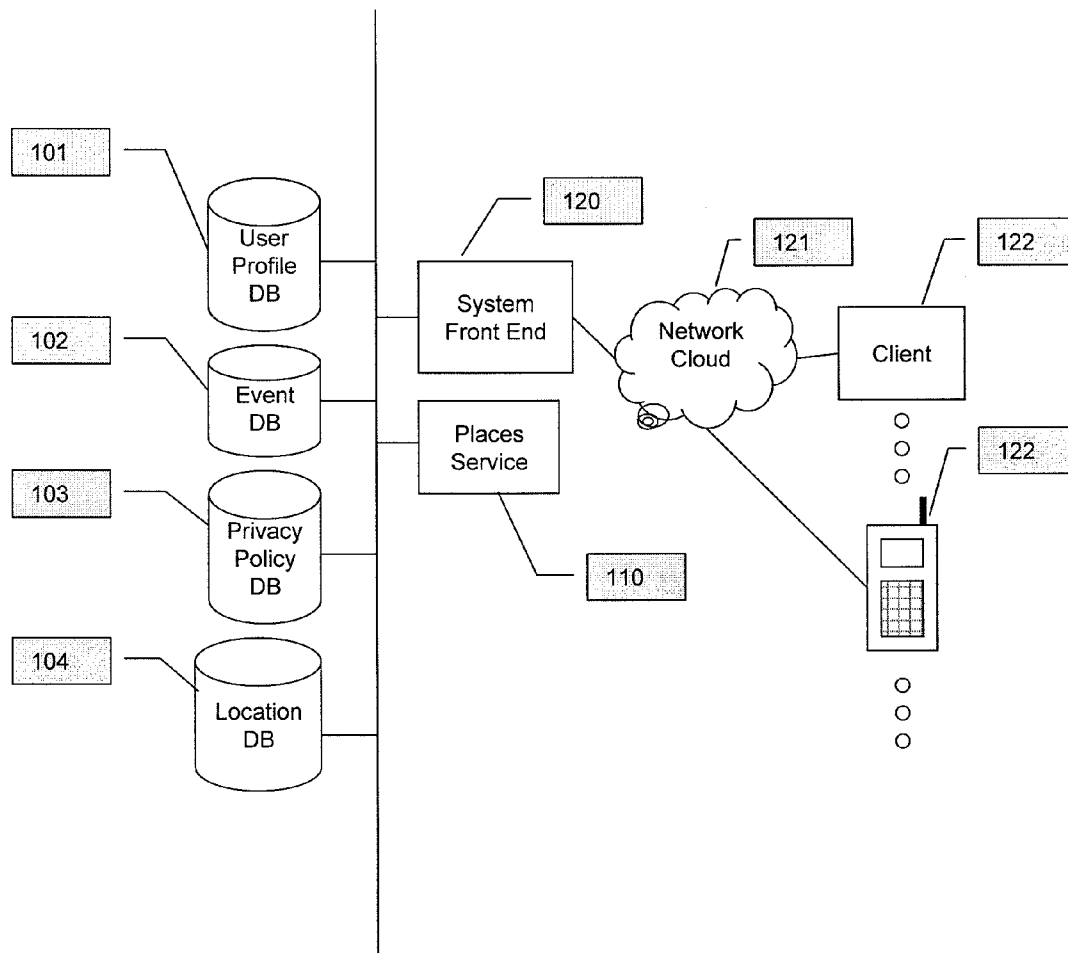 101
User
Profile
DB
102
Event
DB
103
Privacy
Policy
DB
104
Location
DB
120
System
Front End
Places
Service
110
121
Network
Cloud
122
Client
122